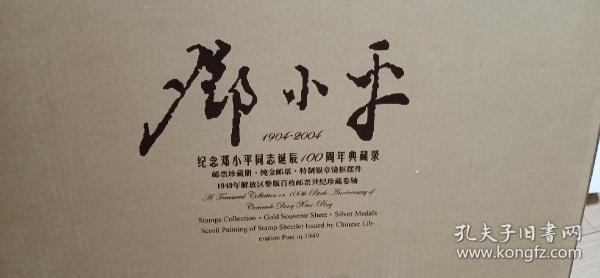 鄧小平
1904-2004
纪念邓小平同志诞辰100周年典藏录
邮票珍藏册·纯金邮票·特制银章镜框摆件
1949年解放区整版百枚邮票世纪珍藏卷轴
A Treasured Collection on 100th Birth Anniversary of
Comrade Deng Xiao Ping
Stamps Collection · Gold Souvenir Sheet · Silver Medals
Scroll Painting of Stamp Sheetlet Issued by Chinese Lib-
eration Post in 1949
孔夫子旧书网
www.kongfz.com